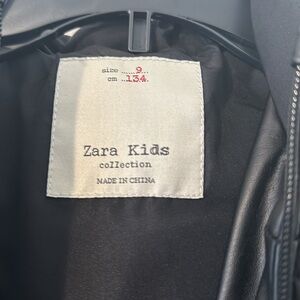 size ......9...
cm ..134.
Zara Kids
collection
MADE IN CHINA